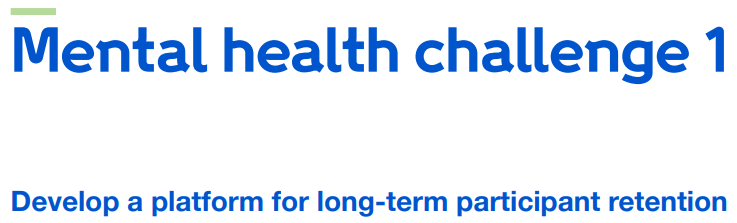 Mental health challenge 1
Develop a platform for long-term participant retention